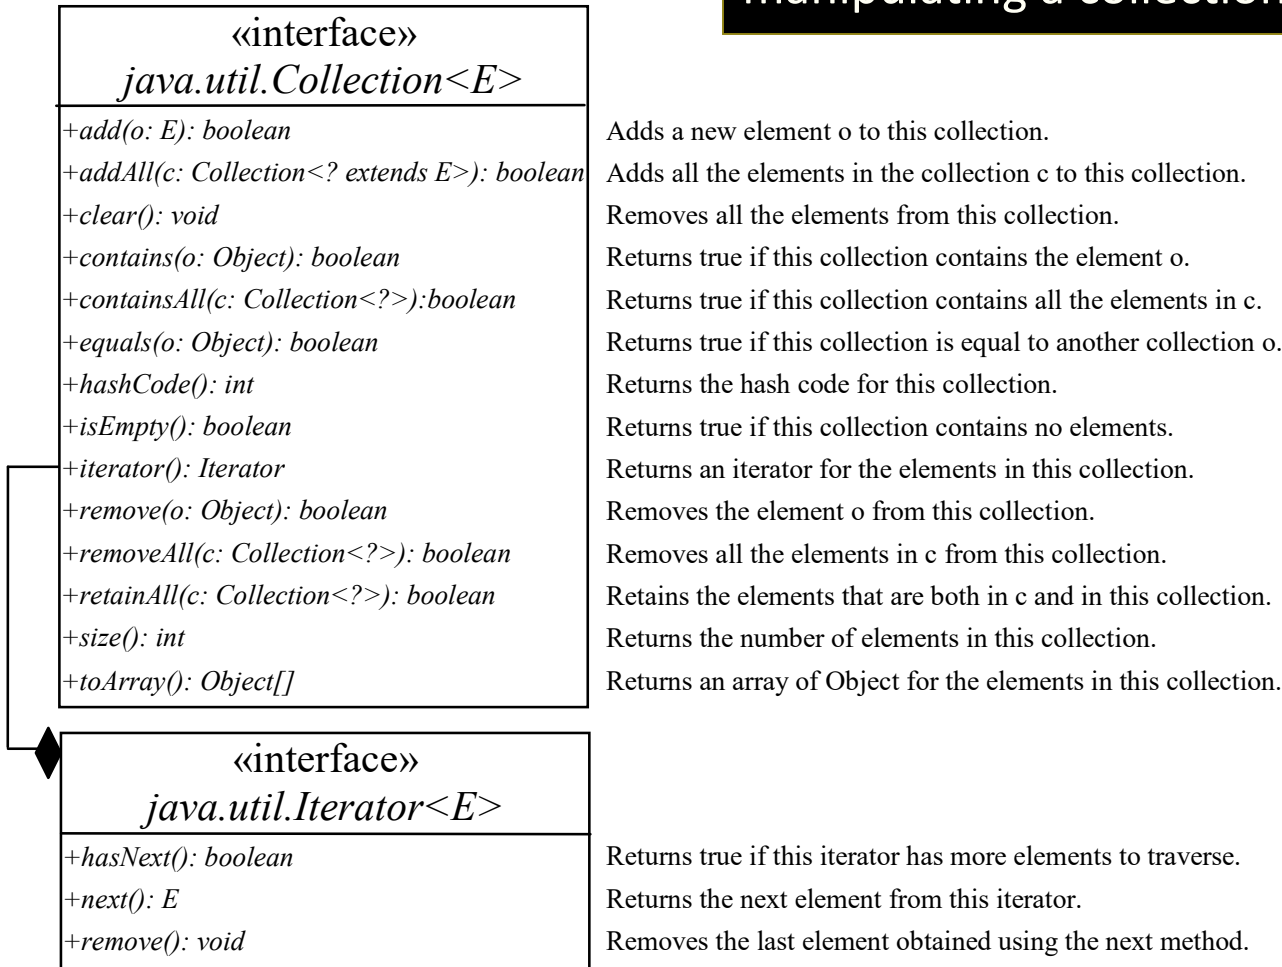 manipulating a collection
«interface»
java.util.Collection<E>
+add(o: E): boolean Adds a new element o to this collection.
+addAll(c: Collection<? extends E>): boolean Adds all the elements in the collection c to this collection.
+clear(): void Removes all the elements from this collection.
+contains(o: Object): boolean Returns true if this collection contains the element o.
+containsAll(c: Collection<?>):boolean Returns true if this collection contains all the elements in c.
+equals(o: Object): boolean Returns true if this collection is equal to another collection o.
+hashCode(): int Returns the hash code for this collection.
+isEmpty(): boolean Returns true if this collection contains no elements.
+iterator(): Iterator Returns an iterator for the elements in this collection.
+remove(o: Object): boolean Removes the element o from this collection.
+removeAll(c: Collection<?>): boolean Removes all the elements in c from this collection.
+retainAll(c: Collection<?>): boolean Retains the elements that are both in c and in this collection.
+size(): int Returns the number of elements in this collection.
+toArray(): Object[] Returns an array of Object for the elements in this collection.
«interface»
java.util.Iterator<E>
+hasNext(): boolean Returns true if this iterator has more elements to traverse.
+next(): E Returns the next element from this iterator.
+remove(): void Removes the last element obtained using the next method.